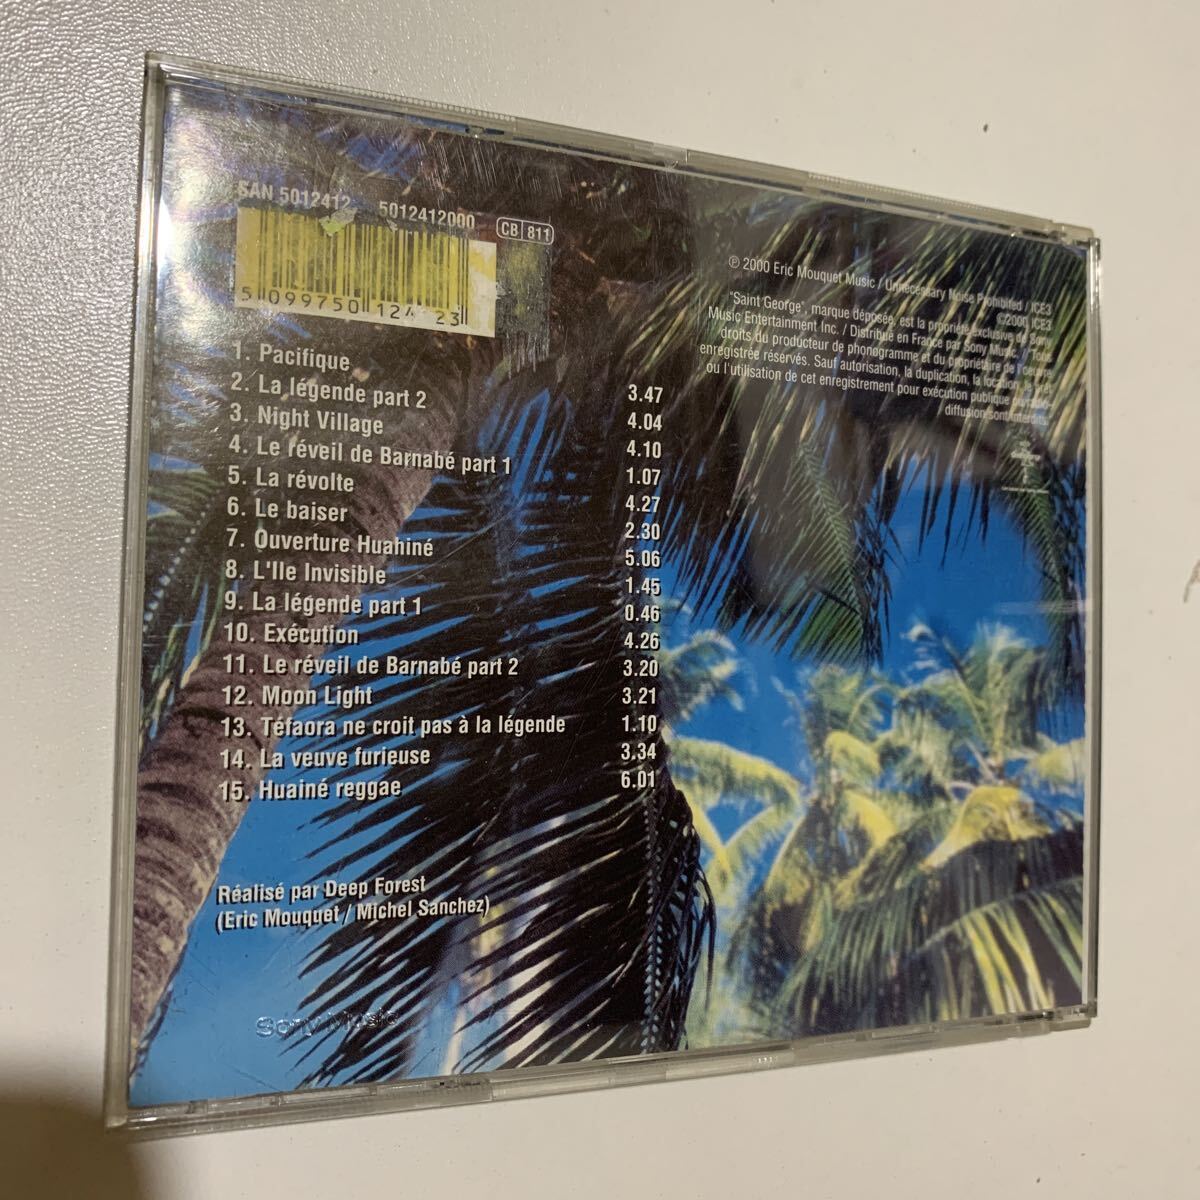 SAN 5012412 5012412000 CB 811
5 099750 124123
1. Pacifique 3.47
2. La légende part 2 4.04
3. Night Village 4.10
4. Le réveil de Barnabé part 1 1.07
5. La révolte 4.27
6. Le baiser 2.30
7. Ouverture Huahiné 5.06
8. L'Ile Invisible 1.45
9. La légende part 1 0.46
10. Exécution 4.26
11. Le réveil de Barnabé part 2 3.20
12. Moon Light 3.21
13. Téfaora ne croit pas à la légende 1.10
14. La veuve furieuse 3.34
15. Huainé reggae 6.01
Réalisé par Deep Forest
(Eric Mouquet / Michel Sanchez)
Sony Music
℗ 2000 Eric Mouquet Music / Unnecessary Noise Prohibited / ICE3
©2000 ICE3
"Saint George", marque déposée, est la propriété exclusive de Sony
Music Entertainment Inc. / Distribué en France par Sony Music. / Tous
droits du producteur de phonogramme et du propriétaire de l'oeuvre
enregistrée réservés. Sauf autorisation, la duplication, la location, le prêt
ou l'utilisation de cet enregistrement pour exécution publique ou radio-
diffusion sont interdits.